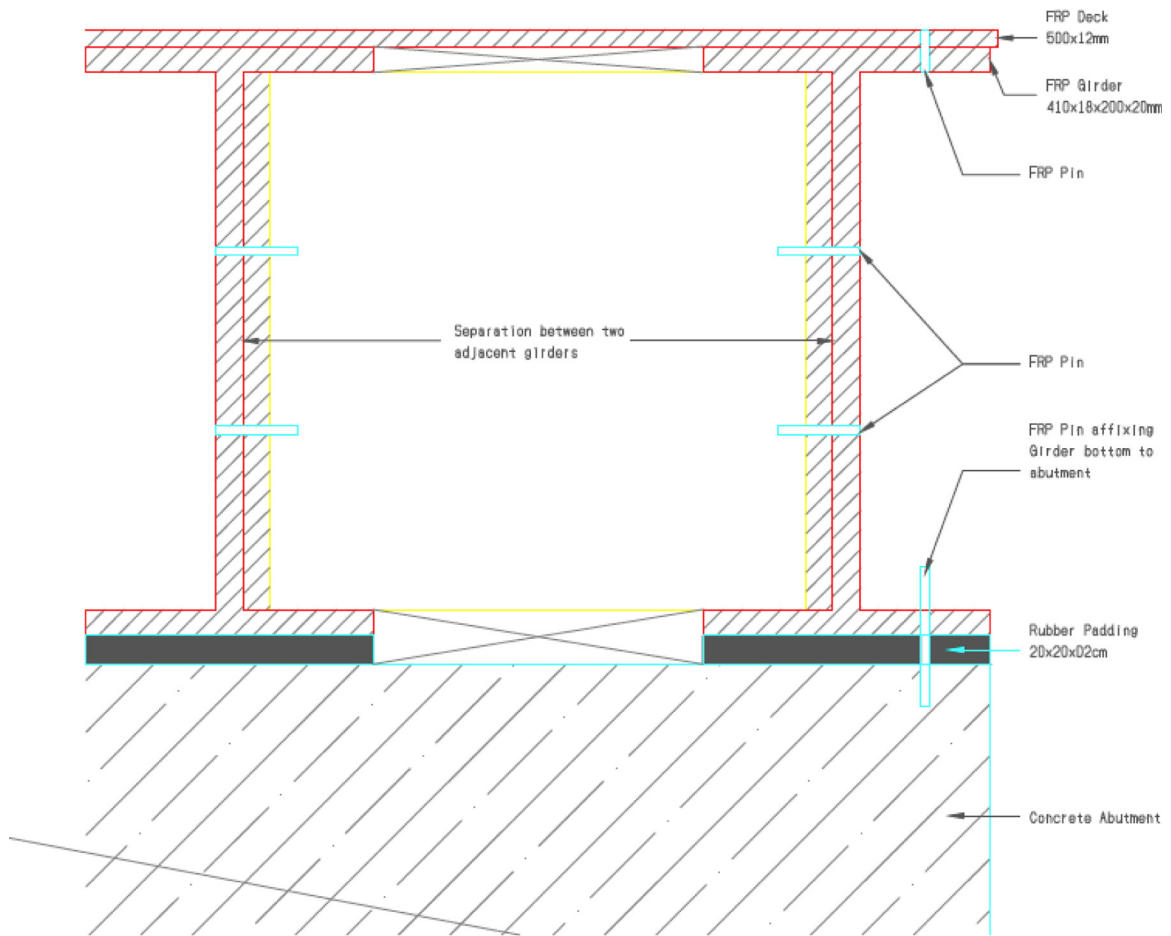 FRP Deck
500x12mm
FRP Girder
410x18x200x20mm
FRP Pin
Separation between two
adjacent girders
FRP Pin
FRP Pin affixing
Girder bottom to
abutment
Rubber Padding
20x20x02cm
Concrete Abutment